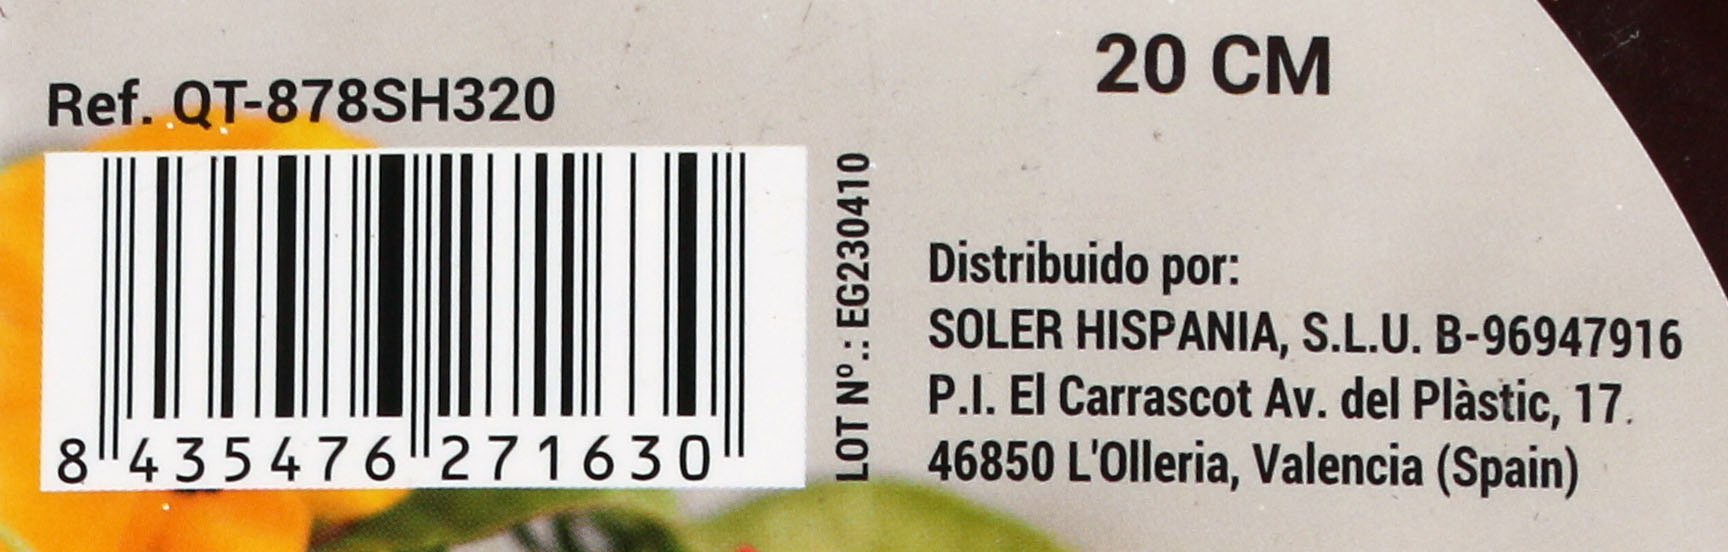 20 CM
Ref. QT-878SH320
8 435476 271630
LOT Nº.: EG230410
Distribuido por:
SOLER HISPANIA, S.L.U. B-96947916
P.I. El Carrascot Av. del Plàstic, 17.
46850 L'Olleria, Valencia (Spain)